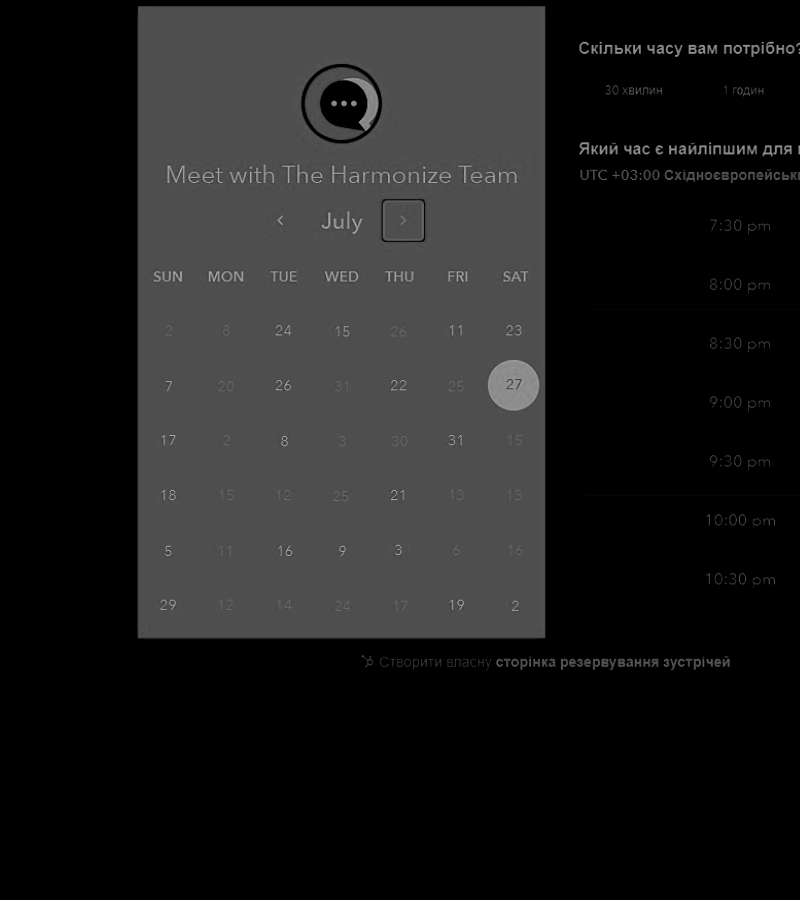 Meet with The Harmonize Team
July
SUN MON TUE WED THU FRI SAT
2 8 24 15 26 11 23
7 20 26 31 22 25 27
17 2 8 3 30 31 15
18 15 12 25 21 13 13
5 11 16 9 3 6 16
29 12 14 24 17 19 2
Скільки часу вам потрібно?
30 хвилин 1 годин
Який час є найліпшим для
UTC +03:00
7:30 pm
8:00 pm
8:30 pm
9:00 pm
9:30 pm
10:00 pm
10:30 pm
Створити власну сторінка резервування зустрічей